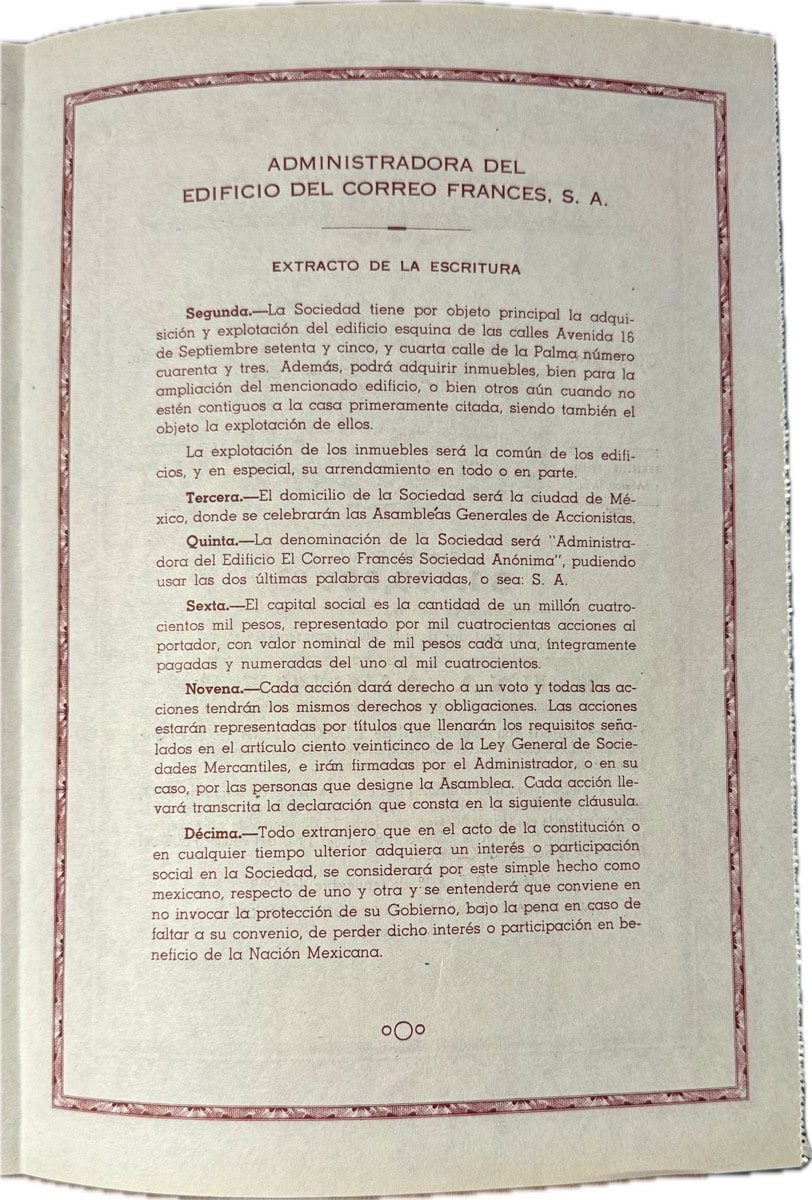 ADMINISTRADORA DEL
EDIFICIO DEL CORREO FRANCES, S. A.
EXTRACTO DE LA ESCRITURA
Segunda.—La Sociedad tiene por objeto principal la adqui-
sición y explotación del edificio esquina de las calles Avenida 16
de Septiembre setenta y cinco, y cuarta calle de la Palma número
cuarenta y tres. Además, podrá adquirir inmuebles, bien para la
ampliación del mencionado edificio, o bien otros aún cuando no
estén contiguos a la casa primeramente citada, siendo también el
objeto la explotación de ellos.
La explotación de los inmuebles será la común de los edifi-
cios, y en especial, su arrendamiento en todo o en parte.
Tercera.—El domicilio de la Sociedad será la ciudad de Mé-
xico, donde se celebrarán las Asambleas Generales de Accionistas.
Quinta.—La denominación de la Sociedad será "Administra-
dora del Edificio El Correo Francés Sociedad Anónima", pudiendo
usar las dos últimas palabras abreviadas, o sea: S. A.
Sexta.—El capital social es la cantidad de un millón cuatro-
cientos mil pesos, representado por mil cuatrocientas acciones al
portador, con valor nominal de mil pesos cada una, íntegramente
pagadas y numeradas del uno al mil cuatrocientos.
Novena.—Cada acción dará derecho a un voto y todas las ac-
ciones tendrán los mismos derechos y obligaciones. Las acciones
estarán representadas por títulos que llenarán los requisitos seña-
lados en el artículo ciento veinticinco de la Ley General de Socie-
dades Mercantiles, e irán firmadas por el Administrador, o en su
caso, por las personas que designe la Asamblea. Cada acción lle-
vará transcrita la declaración que consta en la siguiente cláusula.
Décima.—Todo extranjero que en el acto de la constitución o
en cualquier tiempo ulterior adquiera un interés o participación
social en la Sociedad, se considerará por este simple hecho como
mexicano, respecto de uno y otra y se entenderá que conviene en
no invocar la protección de su Gobierno, bajo la pena en caso de
faltar a su convenio, de perder dicho interés o participación en be-
neficio de la Nación Mexicana.